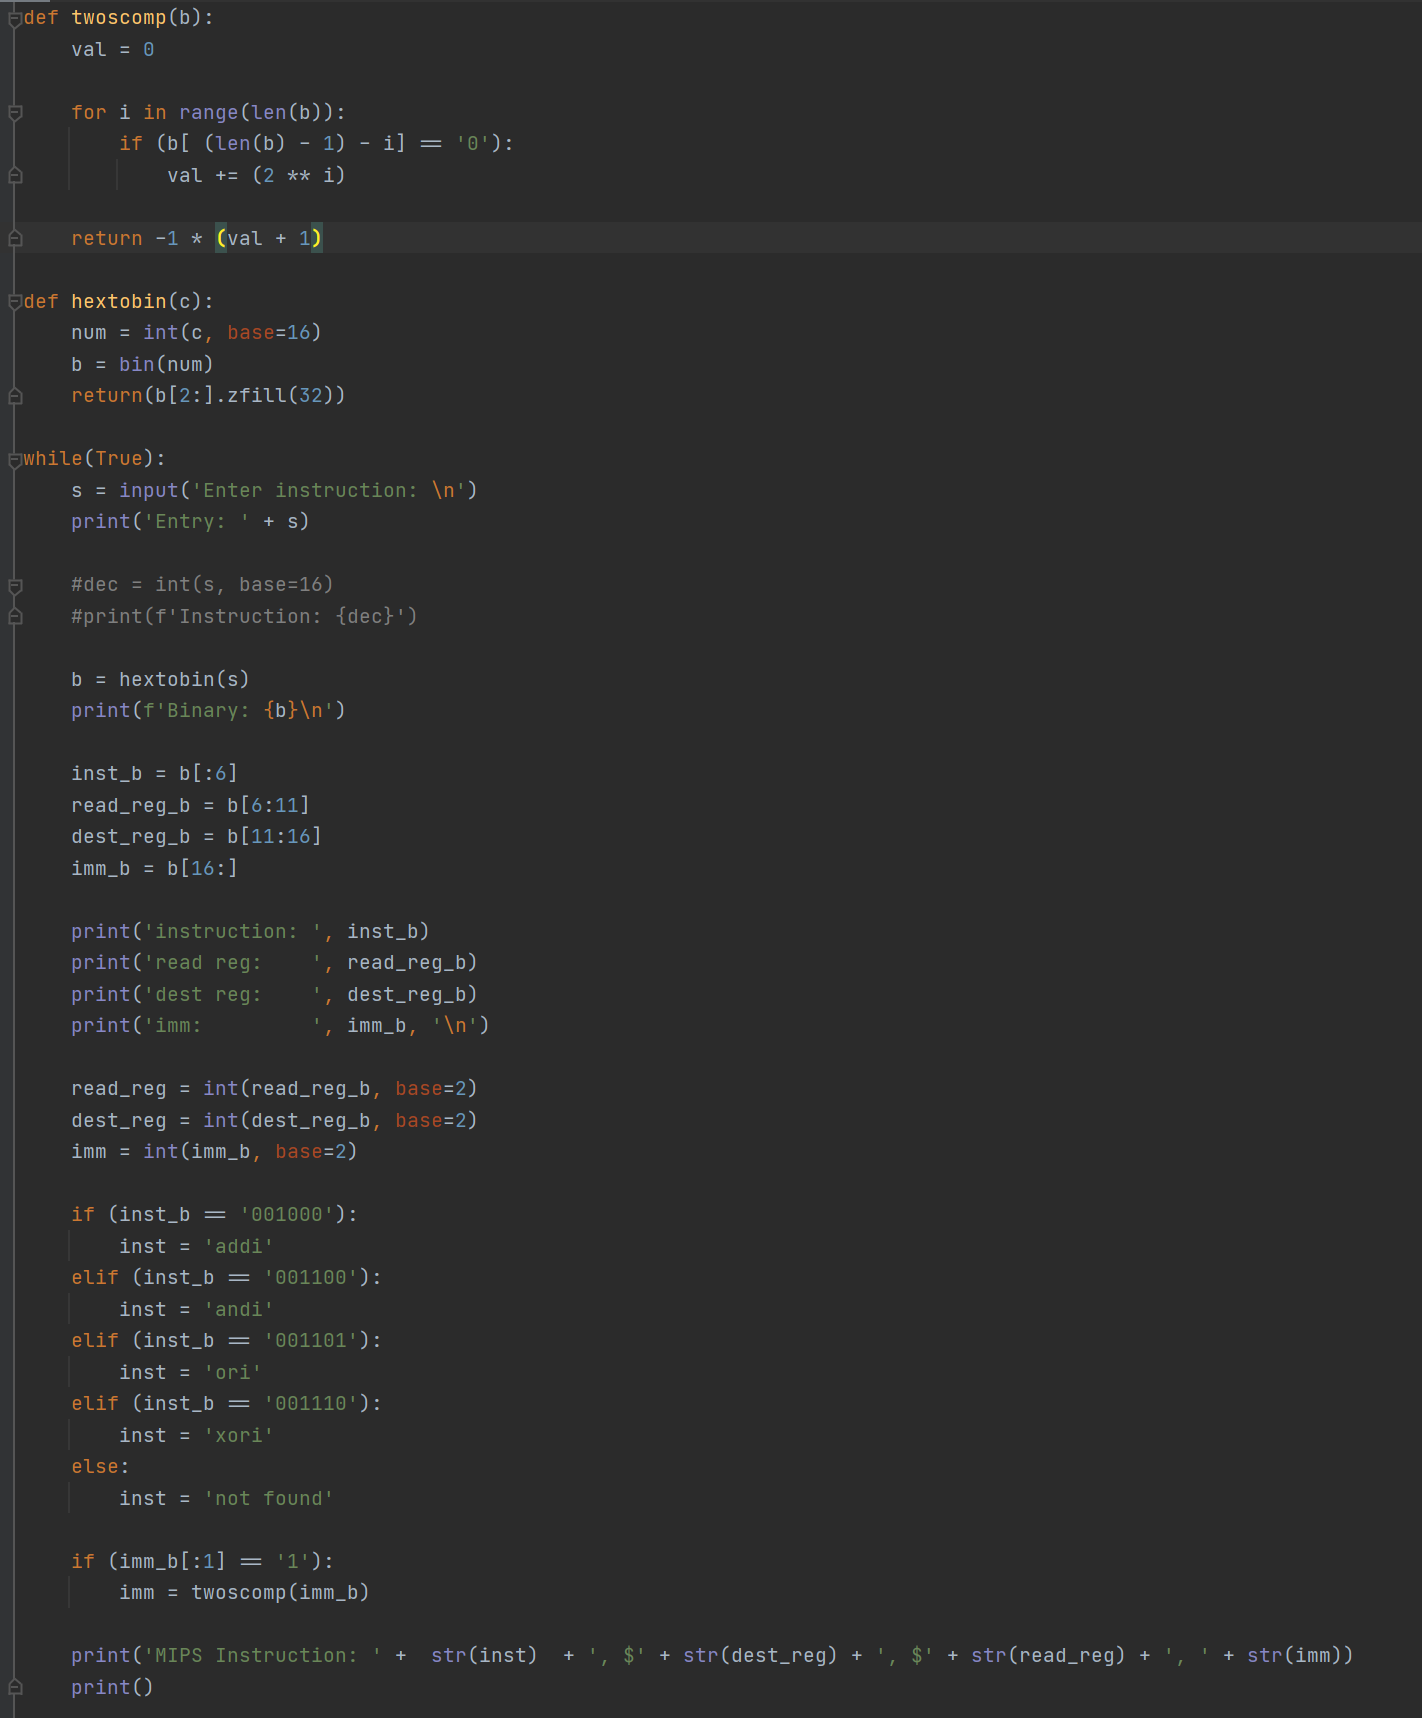 def twoscomp(b):
    val = 0

    for i in range(len(b)):
        if (b[ (len(b) - 1) - i] == '0'):
            val += (2 ** i)

    return -1 * (val + 1)

def hextobin(c):
    num = int(c, base=16)
    b = bin(num)
    return(b[2:].zfill(32))

while(True):
    s = input('Enter instruction: \n')
    print('Entry: ' + s)

    #dec = int(s, base=16)
    #print(f'Instruction: {dec}')

    b = hextobin(s)
    print(f'Binary: {b}\n')

    inst_b = b[:6]
    read_reg_b = b[6:11]
    dest_reg_b = b[11:16]
    imm_b = b[16:]

    print('instruction: ', inst_b)
    print('read reg:    ', read_reg_b)
    print('dest reg:    ', dest_reg_b)
    print('imm:         ', imm_b, '\n')

    read_reg = int(read_reg_b, base=2)
    dest_reg = int(dest_reg_b, base=2)
    imm = int(imm_b, base=2)

    if (inst_b == '001000'):
        inst = 'addi'
    elif (inst_b == '001100'):
        inst = 'andi'
    elif (inst_b == '001101'):
        inst = 'ori'
    elif (inst_b == '001110'):
        inst = 'xori'
    else:
        inst = 'not found'

    if (imm_b[:1] == '1'):
        imm = twoscomp(imm_b)

    print('MIPS Instruction: ' +  str(inst)  + ', $' + str(dest_reg) + ', $' + str(read_reg) + ', ' + str(imm))
    print()